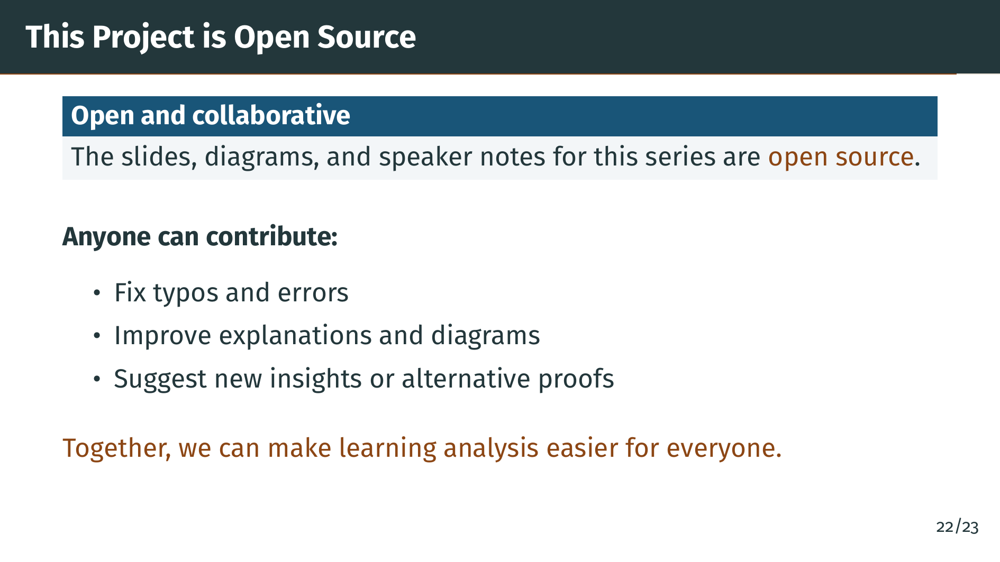 This Project is Open Source
Open and collaborative
The slides, diagrams, and speaker notes for this series are open source.
Anyone can contribute:
• Fix typos and errors
• Improve explanations and diagrams
• Suggest new insights or alternative proofs
Together, we can make learning analysis easier for everyone.
22/23